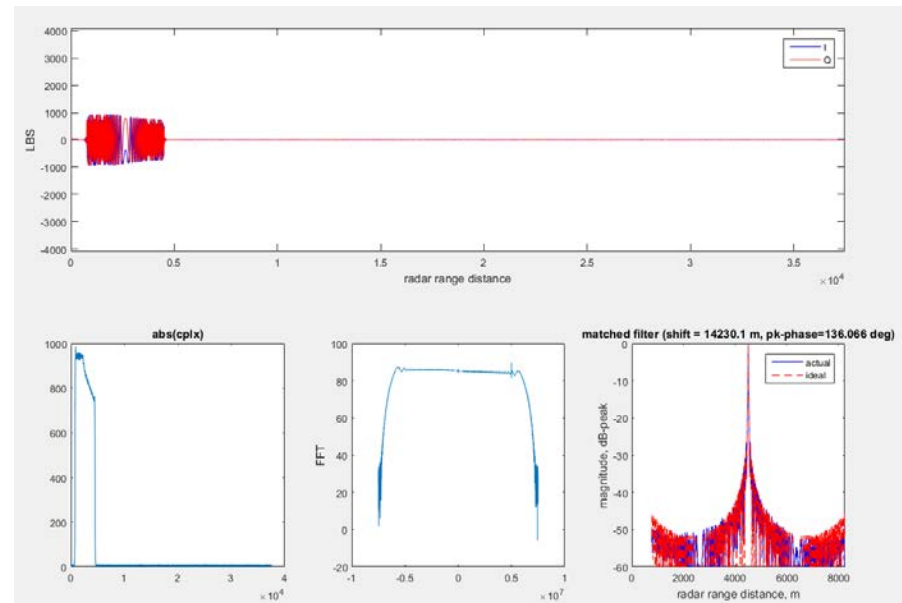 4000
3000
2000
1000
0
-1000
-2000
-3000
-4000
LBS
I
Q
0 0.5 1 1.5 2 2.5 3 3.5
× 10^4
radar range distance
abs(cplx)
1000
800
600
400
200
0
0 1 2 3 4
× 10^4
100
80
60
40
20
0
-20
FFT
-1 -0.5 0 0.5 1
× 10^7
matched filter (shift = 14230.1 m, pk-phase=136.066 deg)
0
-10
-20
-30
-40
-50
-60
magnitude, dB-peak
actual
ideal
0 2000 4000 6000 8000
radar range distance, m